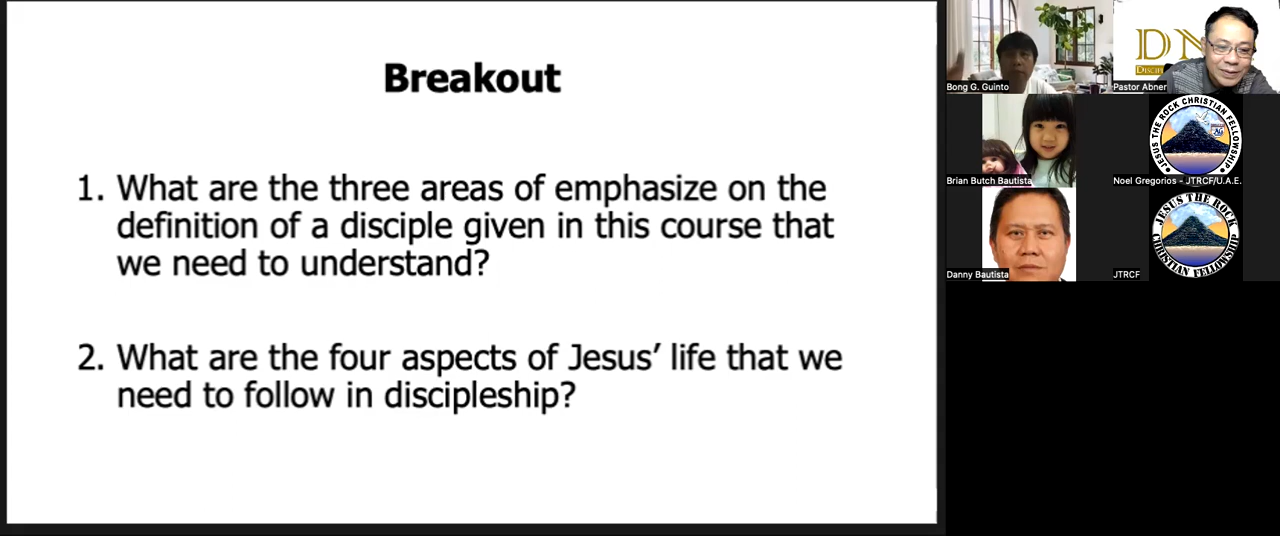 Breakout
1. What are the three areas of emphasize on the
definition of a disciple given in this course that
we need to understand?
2. What are the four aspects of Jesus’ life that we
need to follow in discipleship?
Bong G. Guinto
DN
Pastor Abner
Brian Butch Bautista
JESUS THE ROCK CHRISTIAN FELLOWSHIP
Noel Gregorios - JTRCF/U.A.E.
Danny Bautista
JESUS THE ROCK
CHRISTIAN FELLOWSHIP
JTRCF